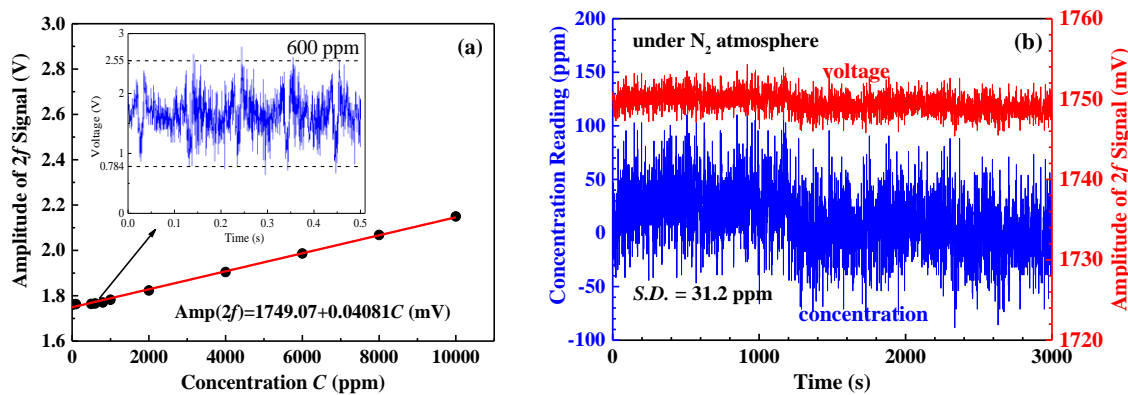 (a)
600 ppm
3
2.55
2
1
0.784
0
Voltage (V)
0.0 0.1 0.2 0.3 0.4 0.5
Time (s)
3.0
2.8
2.6
2.4
2.2
2.0
1.8
1.6
Amplitude of 2f Signal (V)
Amp(2f)=1749.07+0.04081C (mV)
0 2000 4000 6000 8000 10000
Concentration C (ppm)
(b)
under N₂ atmosphere
voltage
200
150
100
50
0
-50
-100
Concentration Reading (ppm)
S.D. = 31.2 ppm
concentration
1760
1750
1740
1730
1720
Amplitude of 2f Signal (mV)
0 1000 2000 3000
Time (s)